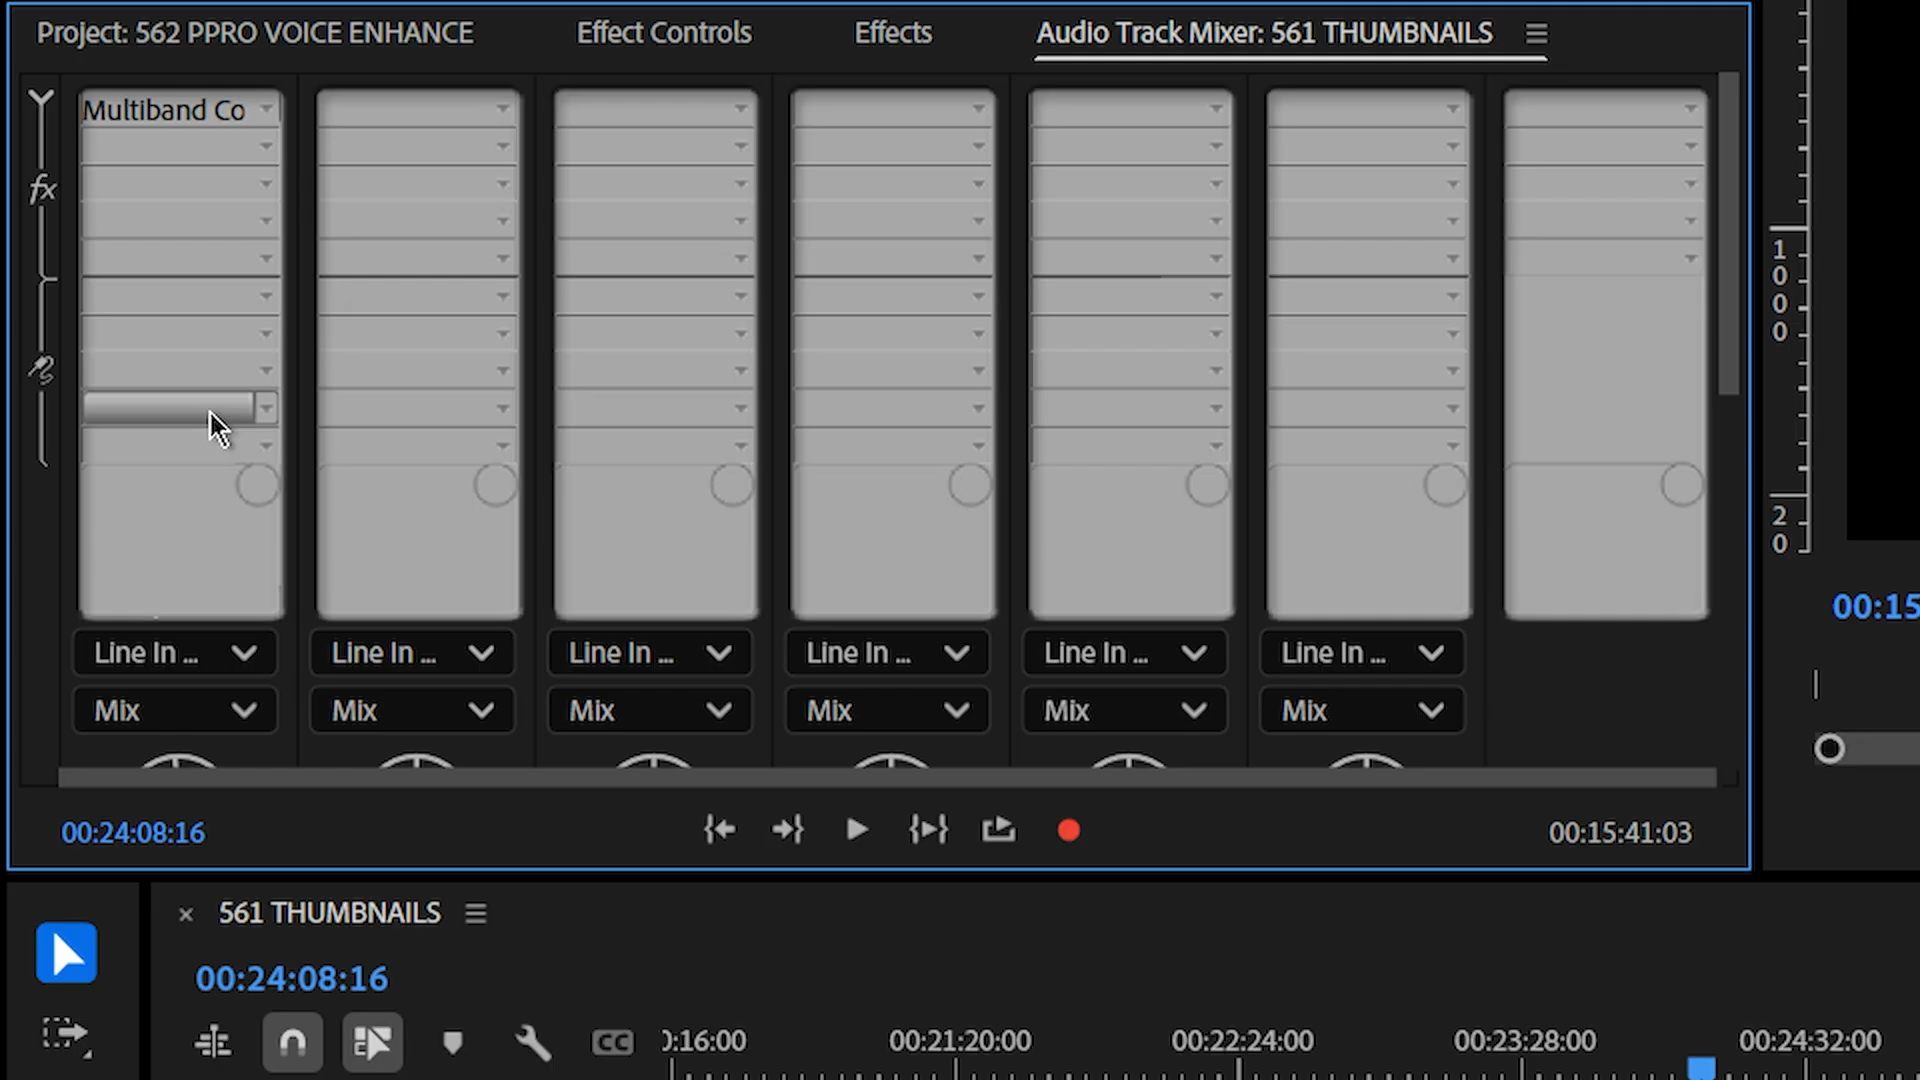 Project: 562 PPRO VOICE ENHANCE
Effect Controls
Effects
Audio Track Mixer: 561 THUMBNAILS
Multiband Co
fx
1
0
0
0
2
0
00:15
Line In ...
Line In ...
Line In ...
Line In ...
Line In ...
Line In ...
Mix
Mix
Mix
Mix
Mix
Mix
00:24:08:16
00:15:41:03
561 THUMBNAILS
00:24:08:16
CC
0:16:00
00:21:20:00
00:22:24:00
00:23:28:00
00:24:32:00